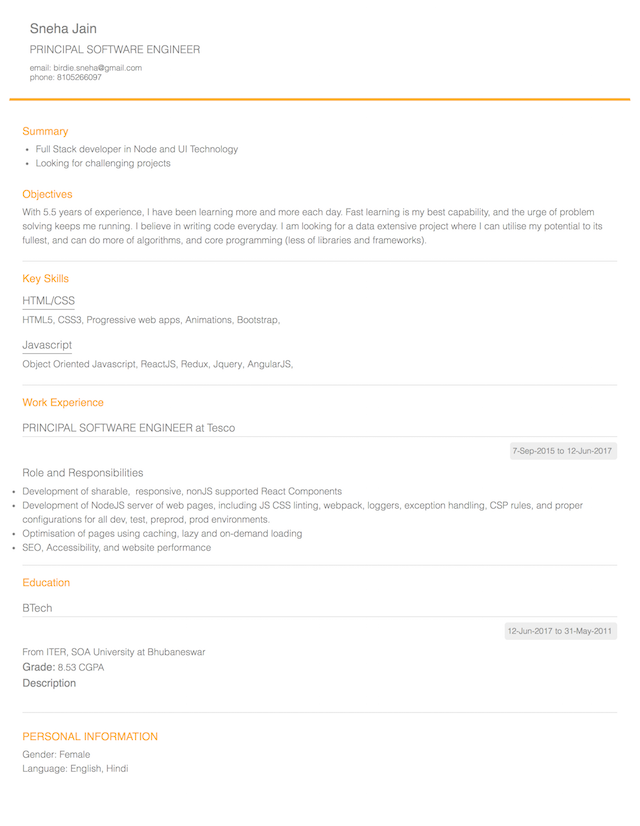 Sneha Jain
PRINCIPAL SOFTWARE ENGINEER
email: birdie.sneha@gmail.com
phone: 8105266097
Summary
• Full Stack developer in Node and UI Technology
• Looking for challenging projects
Objectives
With 5.5 years of experience, I have been learning more and more each day. Fast learning is my best capability, and the urge of problem
solving keeps me running. I believe in writing code everyday. I am looking for a data extensive project where I can utilise my potential to its
fullest, and can do more of algorithms, and core programming (less of libraries and frameworks).
Key Skills
HTML/CSS
HTML5, CSS3, Progressive web apps, Animations, Bootstrap,
Javascript
Object Oriented Javascript, ReactJS, Redux, Jquery, AngularJS,
Work Experience
PRINCIPAL SOFTWARE ENGINEER at Tesco
7-Sep-2015 to 12-Jun-2017
Role and Responsibilities
• Development of sharable, responsive, nonJS supported React Components
• Development of NodeJS server of web pages, including JS CSS linting, webpack, loggers, exception handling, CSP rules, and proper
configurations for all dev, test, preprod, prod environments.
• Optimisation of pages using caching, lazy and on-demand loading
• SEO, Accessibility, and website performance
Education
BTech
12-Jun-2017 to 31-May-2011
From ITER, SOA University at Bhubaneswar
Grade: 8.53 CGPA
Description
PERSONAL INFORMATION
Gender: Female
Language: English, Hindi